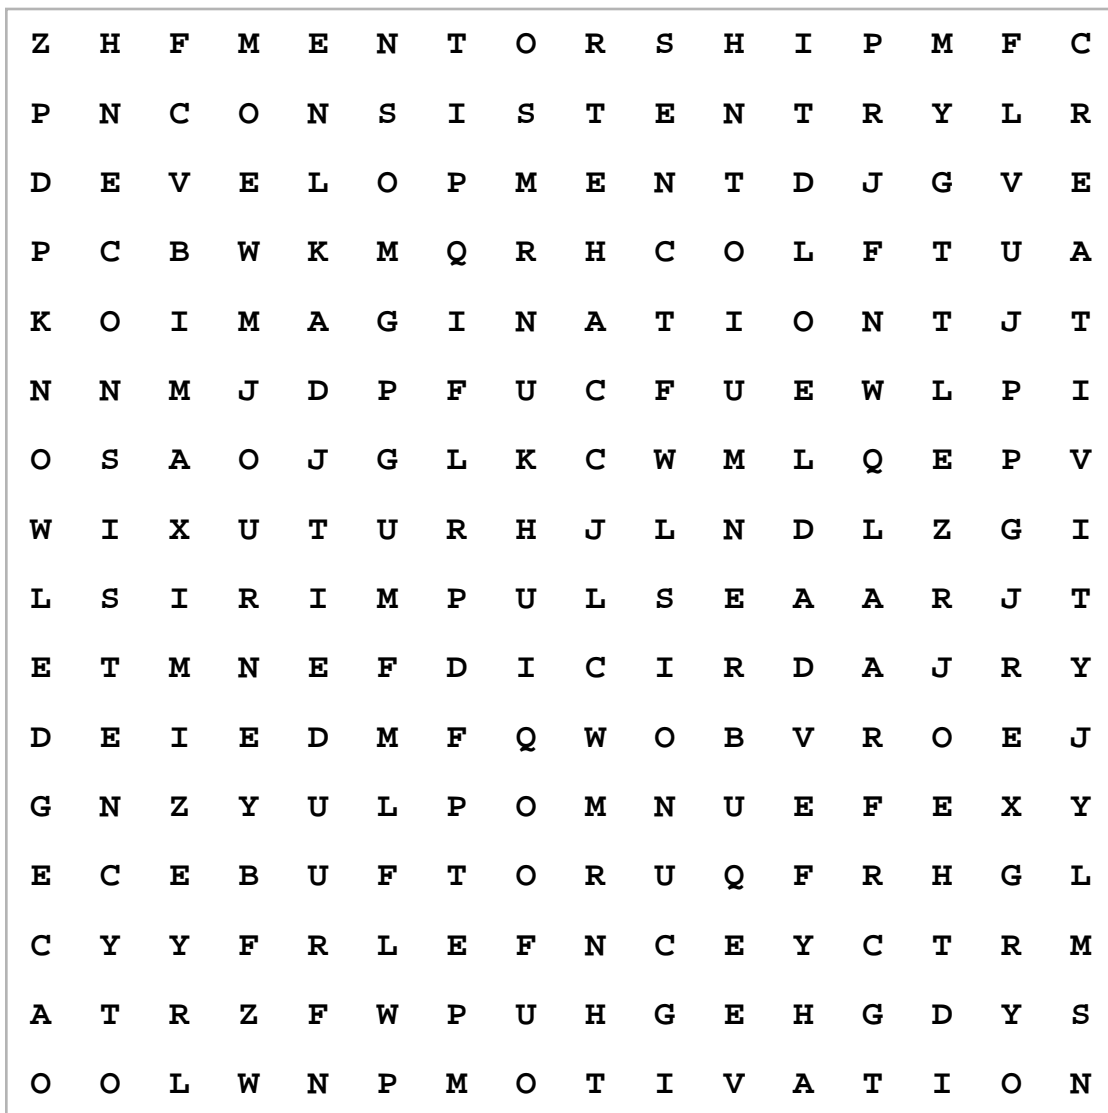 Z H F M E N T O R S H I P M F C
P N C O N S I S T E N T R Y L R
D E V E L O P M E N T D J G V E
P C B W K M Q R H C O L F T U A
K O I M A G I N A T I O N T J T
N N M J D P F U C F U E W L P I
O S A O J G L K C W M L Q E P V
W I X U T U R H J L N D L Z G I
L S I R I M P U L S E A A R J T
E T M N E F D I C I R D A J R Y
D E I E D M F Q W O B V R O E J
G N Z Y U L P O M N U E F E X Y
E C E B U F T O R U Q F R H G L
C Y Y F R L E F N C E Y C T R M
A T R Z F W P U H G E H G D Y S
O O L W N P M O T I V A T I O N